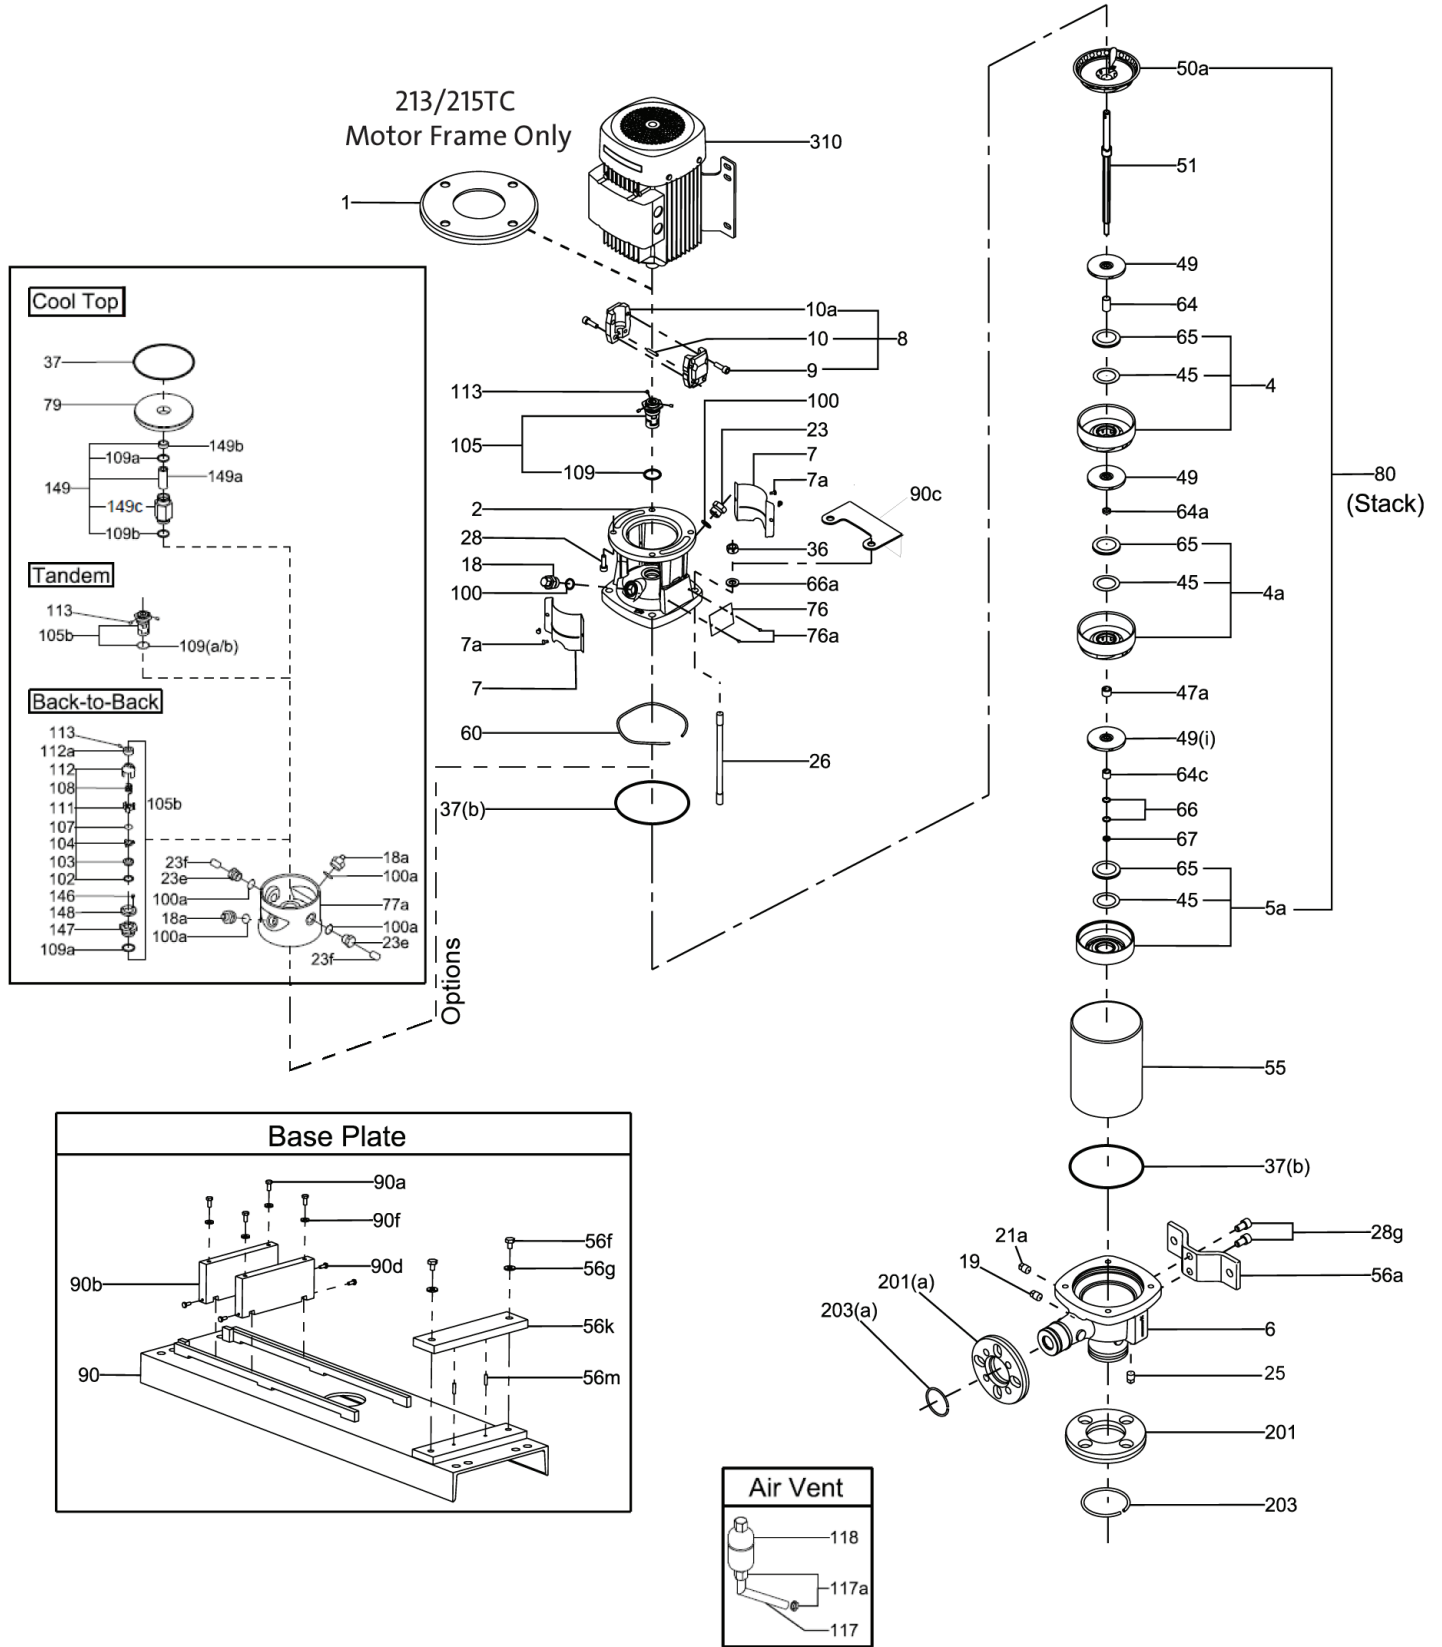 213/215TC
Motor Frame Only
1
310
10a
10
8
9
113
105
109
100
23
7
7a
90c
2
28
18
100
36
66a
76
76a
7a
7
60
26
37(b)
Options
Cool Top
37
79
149b
109a
149a
149
149c
109b
Tandem
113
105b
109(a/b)
Back-to-Back
113
112a
112
108
111
105b
107
104
103
102
146
148
147
109a
23f
23e
100a
18a
100a
18a
100a
77a
100a
23e
23f
50a
51
49
64
65
45
4
49
64a
80
(Stack)
65
45
4a
47a
49(i)
64c
66
67
65
45
5a
55
37(b)
21a
19
28g
56a
201(a)
203(a)
6
25
201
203
Base Plate
90a
90f
90b
90d
90
56f
56g
56k
56m
Air Vent
118
117a
117